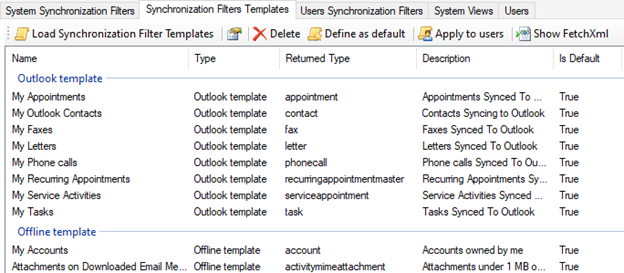 System Synchronization Filters Synchronization Filters Templates Users Synchronization Filters System Views Users
Load Synchronization Filter Templates Delete Define as default Apply to users Show FetchXml
Name Type Returned Type Description Is Default
Outlook template
My Appointments Outlook template appointment Appointments Synced To ... True
My Outlook Contacts Outlook template contact Contacts Syncing to Outlook True
My Faxes Outlook template fax Faxes Synced To Outlook True
My Letters Outlook template letter Letters Synced To Outlook True
My Phone calls Outlook template phonecall Phone calls Synced To Ou... True
My Recurring Appointments Outlook template recurringappointmentmaster Recurring Appointments Sy... True
My Service Activities Outlook template serviceappointment Service Activities Synced ... True
My Tasks Outlook template task Tasks Synced To Outlook True
Offline template
My Accounts Offline template account Accounts owned by me True
Attachments on Downloaded Email Me... Offline template activitymimeattachment Attachments under 1 MB o... True